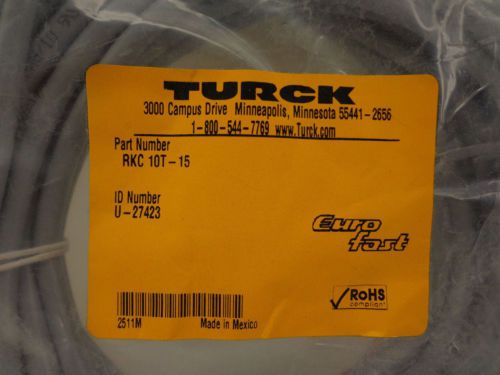 TURCK
3000 Campus Drive Minneapolis, Minnesota 55441-2656
1-800-544-7769 www.Turck.com
Part Number
RKC 10T-15
ID Number
U-27423
Euro
fast
RoHS
compliant
2511M
Made in Mexico